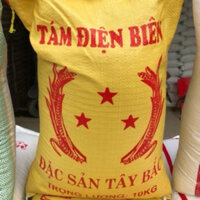 TÁM ĐIỆN BIÊN
ĐẶC SẢN TÂY BẮC
TRỌNG LƯỢNG: 10KG